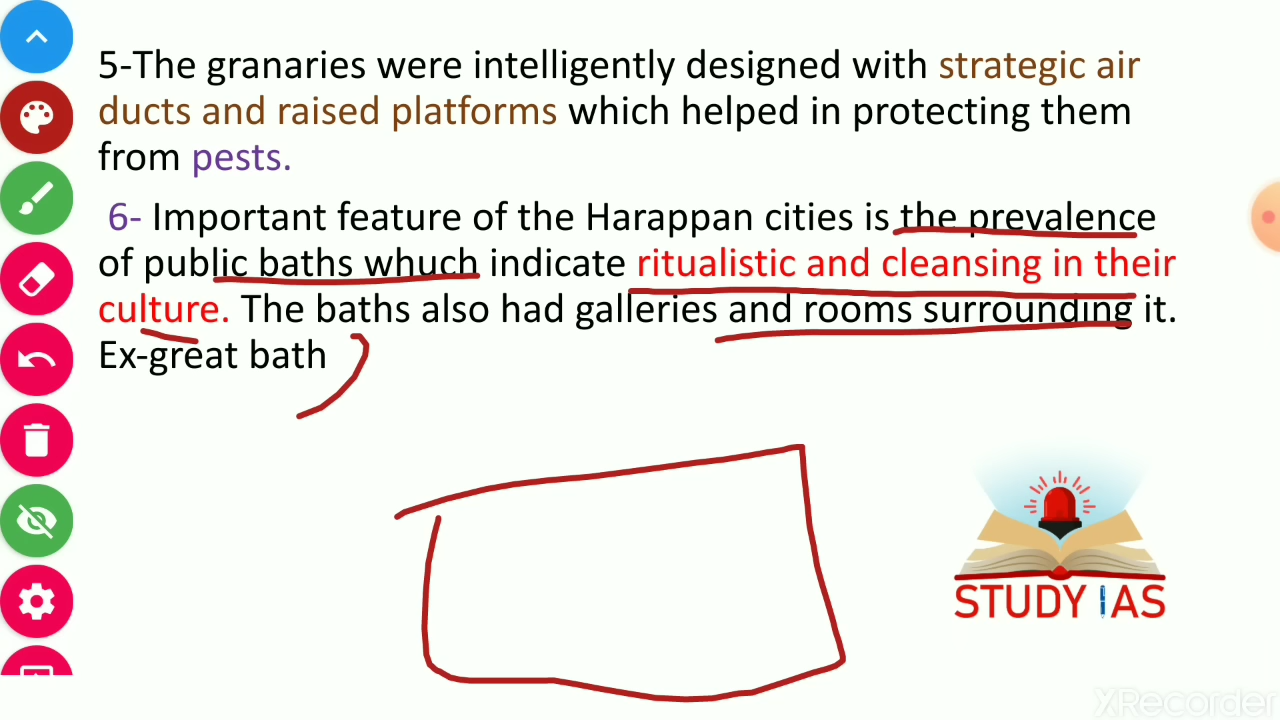 5-The granaries were intelligently designed with strategic air
ducts and raised platforms which helped in protecting them
from pests.
6- Important feature of the Harappan cities is the prevalence
of public baths whuch indicate ritualistic and cleansing in their
culture. The baths also had galleries and rooms surrounding it.
Ex-great bath
STUDY IAS
XRecorder